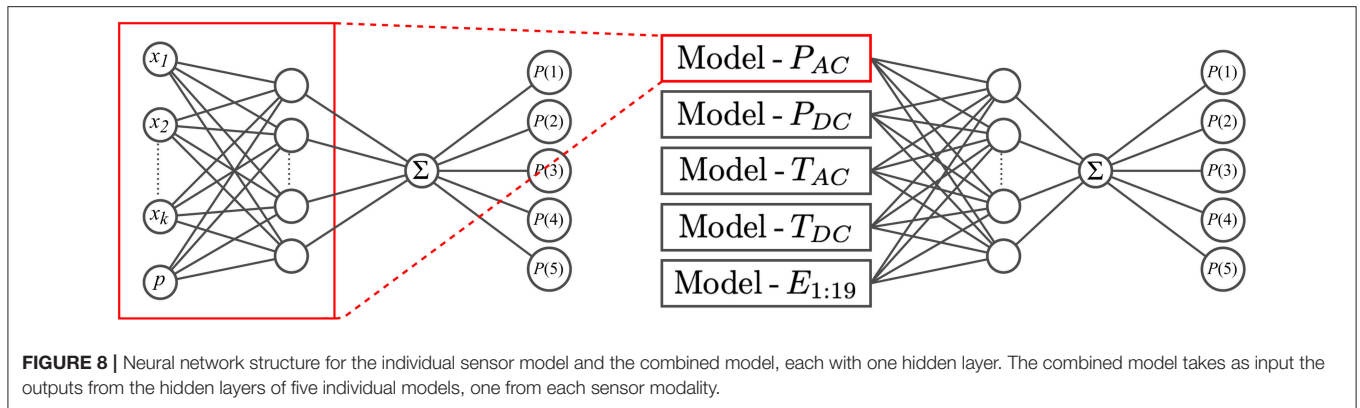 x1
x2
xk
p
Σ
P(1)
P(2)
P(3)
P(4)
P(5)
Model - PAC
Model - PDC
Model - TAC
Model - TDC
Model - E1:19
Σ
P(1)
P(2)
P(3)
P(4)
P(5)
FIGURE 8 | Neural network structure for the individual sensor model and the combined model, each with one hidden layer. The combined model takes as input the
outputs from the hidden layers of five individual models, one from each sensor modality.